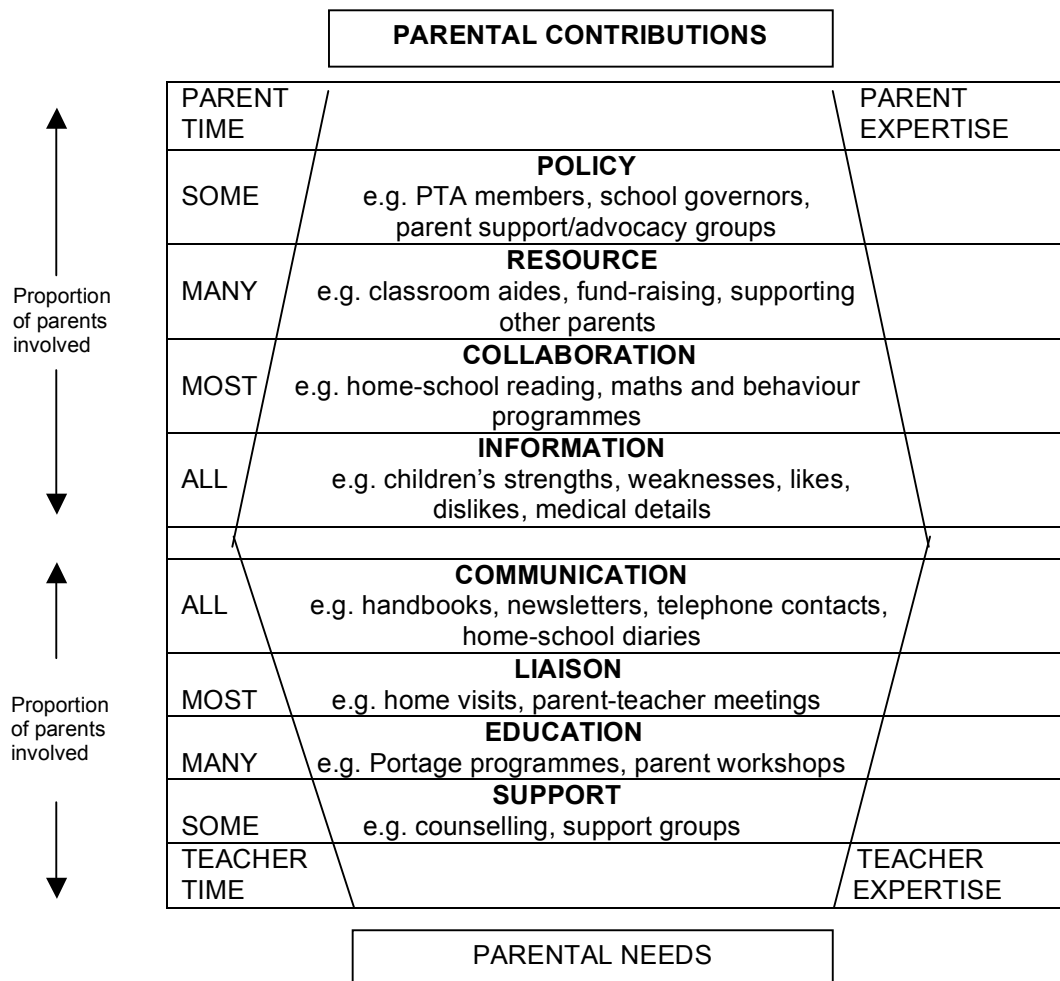 PARENTAL CONTRIBUTIONS
PARENT
TIME
PARENT
EXPERTISE
Proportion
of parents
involved
SOME
POLICY
e.g. PTA members, school governors,
parent support/advocacy groups
MANY
RESOURCE
e.g. classroom aides, fund-raising, supporting
other parents
MOST
COLLABORATION
e.g. home-school reading, maths and behaviour
programmes
ALL
INFORMATION
e.g. children’s strengths, weaknesses, likes,
dislikes, medical details
Proportion
of parents
involved
ALL
COMMUNICATION
e.g. handbooks, newsletters, telephone contacts,
home-school diaries
MOST
LIAISON
e.g. home visits, parent-teacher meetings
MANY
EDUCATION
e.g. Portage programmes, parent workshops
SOME
SUPPORT
e.g. counselling, support groups
TEACHER
TIME
TEACHER
EXPERTISE
PARENTAL NEEDS